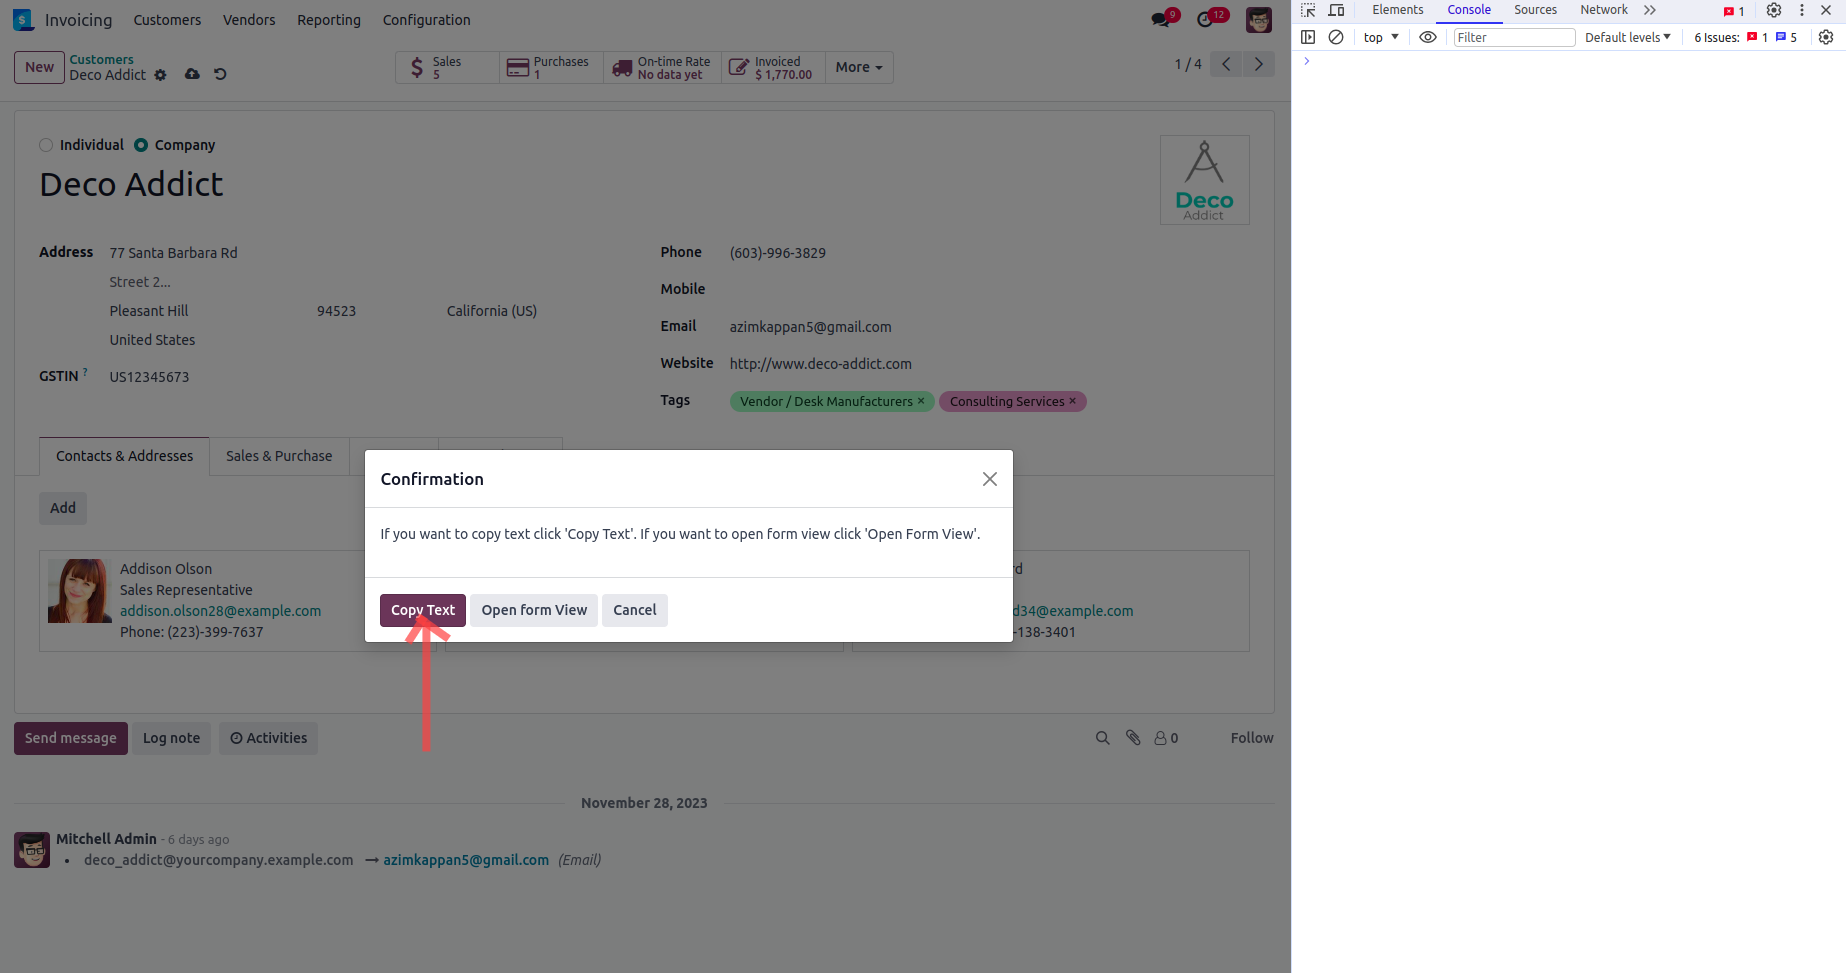 Invoicing Customers Vendors Reporting Configuration 9 12
New Customers
Deco Addict
Sales
5
Purchases
1
On-time Rate
No data yet
Invoiced
$ 1,770.00
More
1 / 4
Individual Company
Deco Addict
Deco
Addict
Address 77 Santa Barbara Rd
Street 2...
Pleasant Hill 94523 California (US)
United States
GSTIN ? US12345673
Phone (603)-996-3829
Mobile
Email azimkappan5@gmail.com
Website http://www.deco-addict.com
Tags Vendor / Desk Manufacturers × Consulting Services ×
Contacts & Addresses Sales & Purchase
Add
Confirmation
If you want to copy text click 'Copy Text'. If you want to open form view click 'Open Form View'.
Copy Text Open form View Cancel
Addison Olson
Sales Representative
addison.olson28@example.com
Phone: (223)-399-7637
rd
d34@example.com
-138-3401
Send message Log note Activities 0 Follow
November 28, 2023
Mitchell Admin - 6 days ago
• deco_addict@yourcompany.example.com → azimkappan5@gmail.com (Email)
Elements Console Sources Network 1
top Filter Default levels 6 Issues: 1 5